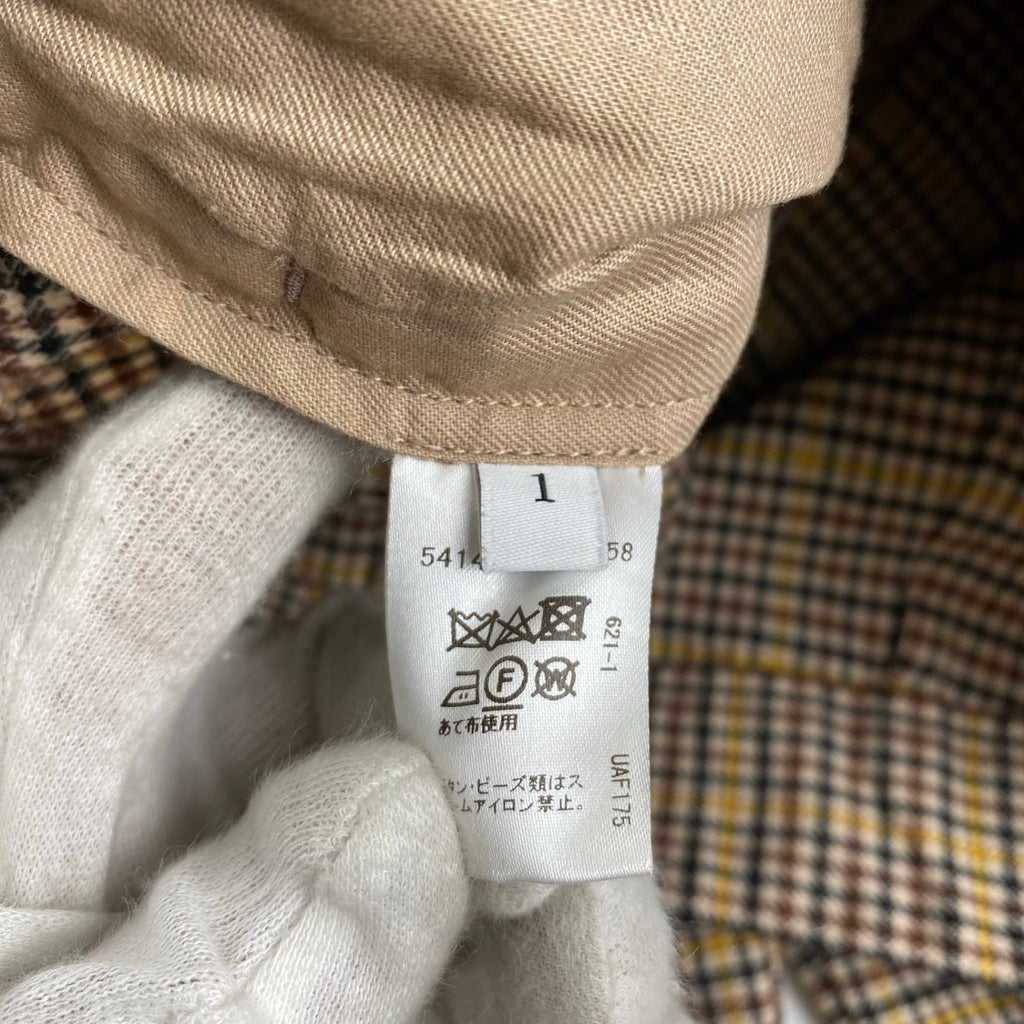 1
5414 58
621-1
F
W
あて布使用
タン・ビーズ類はス
ームアイロン禁止。
UAF175